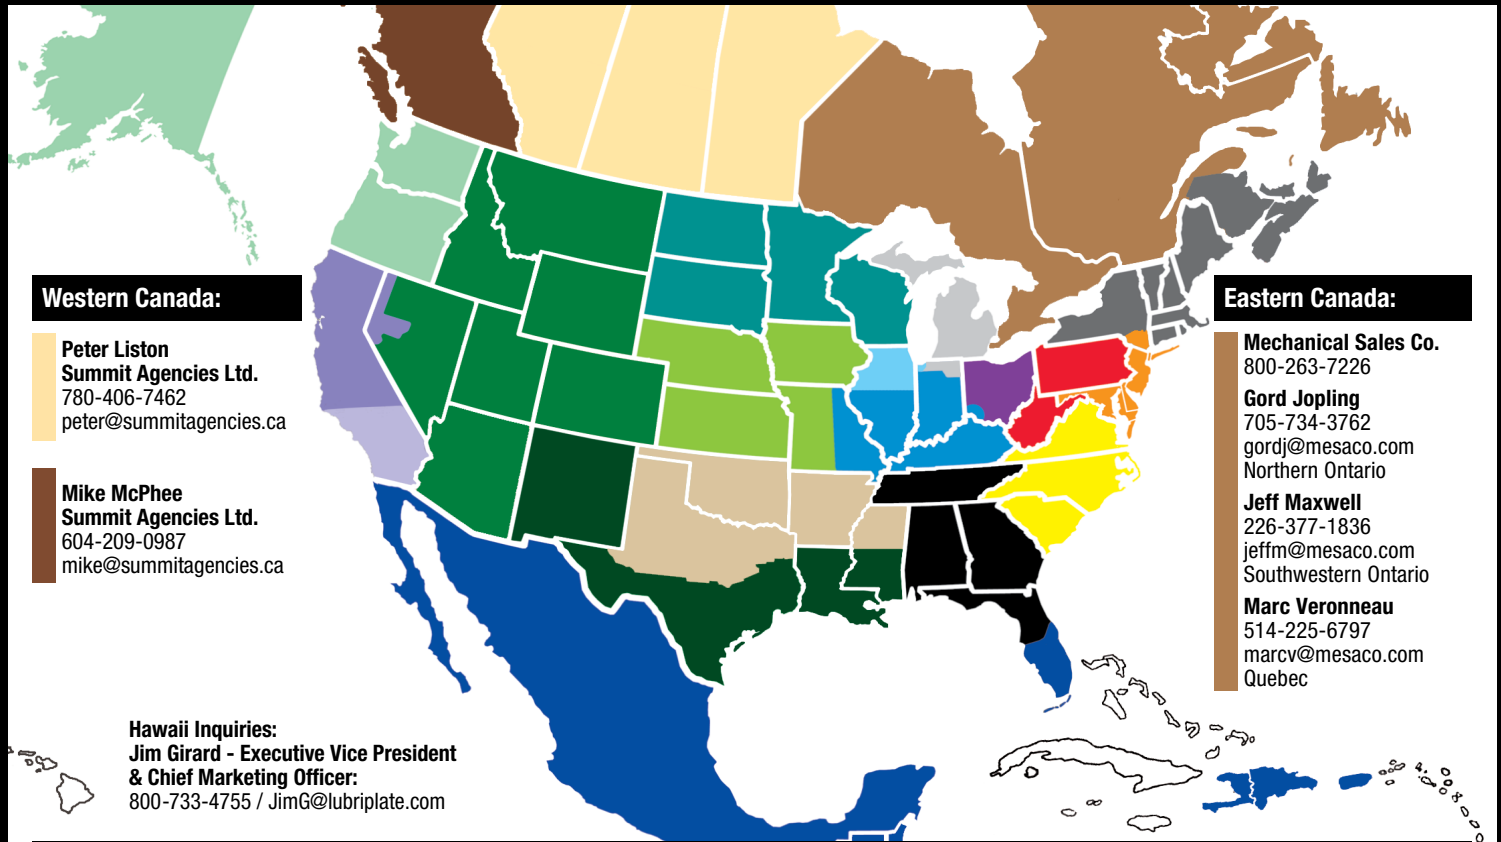 Western Canada:
Peter Liston
Summit Agencies Ltd.
780-406-7462
peter@summitagencies.ca
Mike McPhee
Summit Agencies Ltd.
604-209-0987
mike@summitagencies.ca
Hawaii Inquiries:
Jim Girard - Executive Vice President
& Chief Marketing Officer:
800-733-4755 / JimG@lubriplate.com
Eastern Canada:
Mechanical Sales Co.
800-263-7226
Gord Jopling
705-734-3762
gordj@mesaco.com
Northern Ontario
Jeff Maxwell
226-377-1836
jeffm@mesaco.com
Southwestern Ontario
Marc Veronneau
514-225-6797
marcv@mesaco.com
Quebec